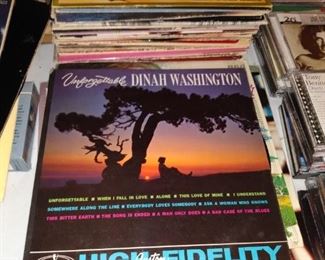 Unforgettable DINAH WASHINGTON
UNFORGETTABLE • WHEN I FALL IN LOVE • ALONE • THIS LOVE OF MINE • I UNDERSTAND
SOMEWHERE ALONG THE LINE • EVERYBODY LOVES SOMEBODY • ASK A WOMAN WHO KNOWS
THIS BITTER EARTH • THE SONG IS ENDED • A MAN ONLY DOES • A BAD CASE OF THE BLUES
HIGH FIDELITY
Tony